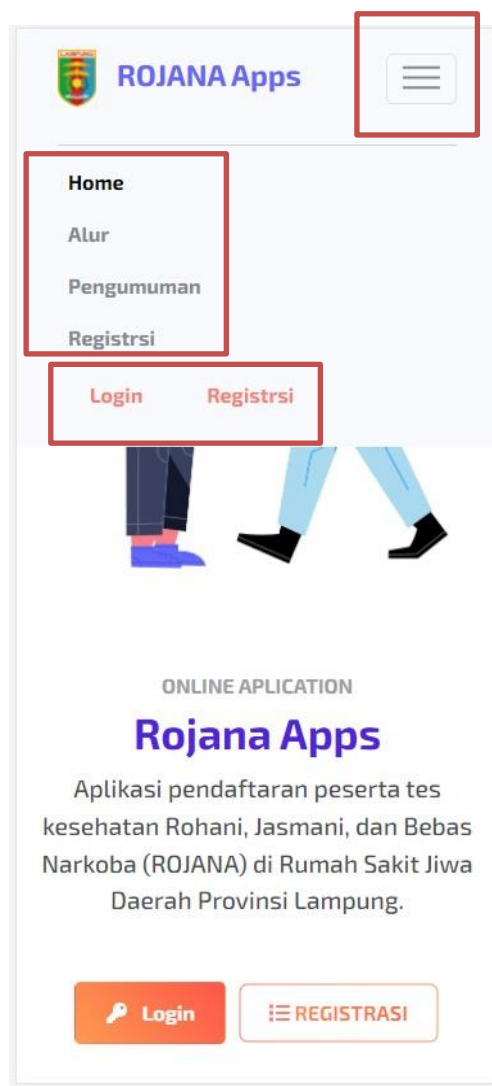 LAMPUNG
ROJANA Apps
Home
Alur
Pengumuman
Registrsi
Login Registrsi
ONLINE APLICATION
Rojana Apps
Aplikasi pendaftaran peserta tes
kesehatan Rohani, Jasmani, dan Bebas
Narkoba (ROJANA) di Rumah Sakit Jiwa
Daerah Provinsi Lampung.
Login REGISTRASI